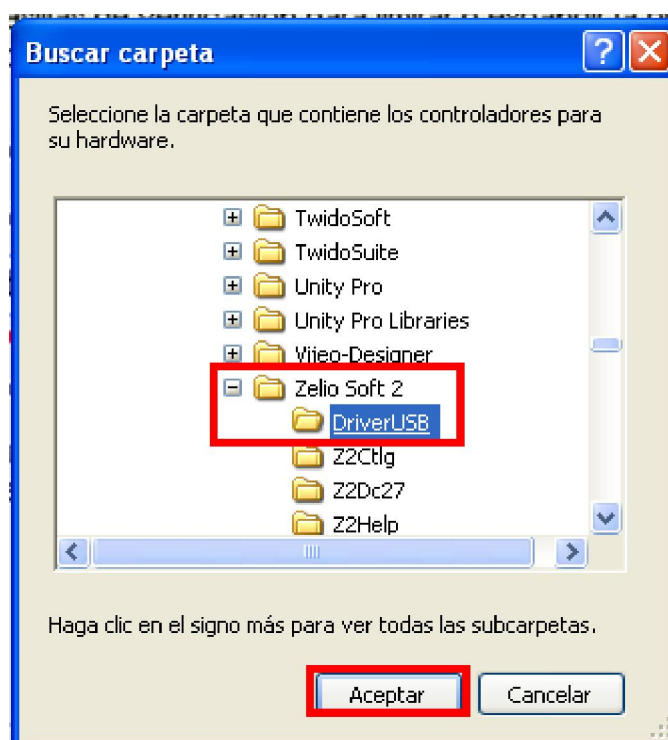 Buscar carpeta
Seleccione la carpeta que contiene los controladores para
su hardware.
TwidoSoft
TwidoSuite
Unity Pro
Unity Pro Libraries
Vijeo-Designer
Zelio Soft 2
DriverUSB
Z2Ctlg
Z2Dc27
Z2Help
Haga clic en el signo más para ver todas las subcarpetas.
Aceptar Cancelar